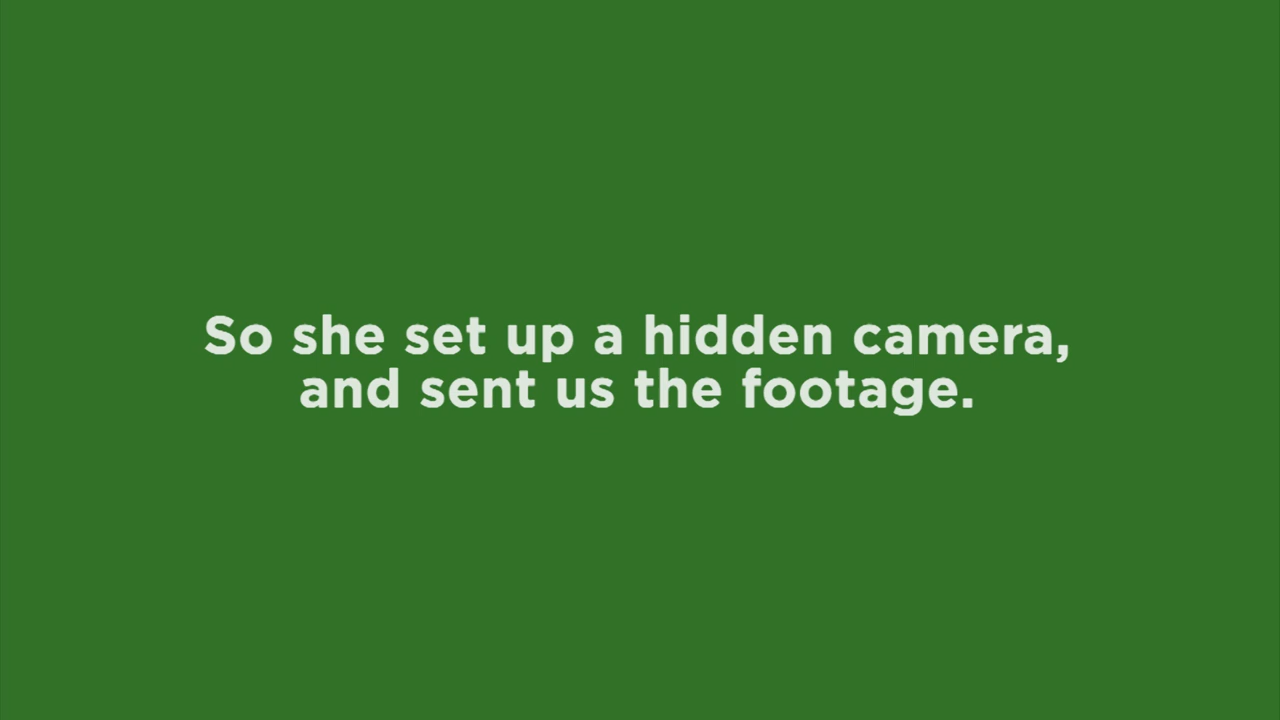 So she set up a hidden camera,
and sent us the footage.